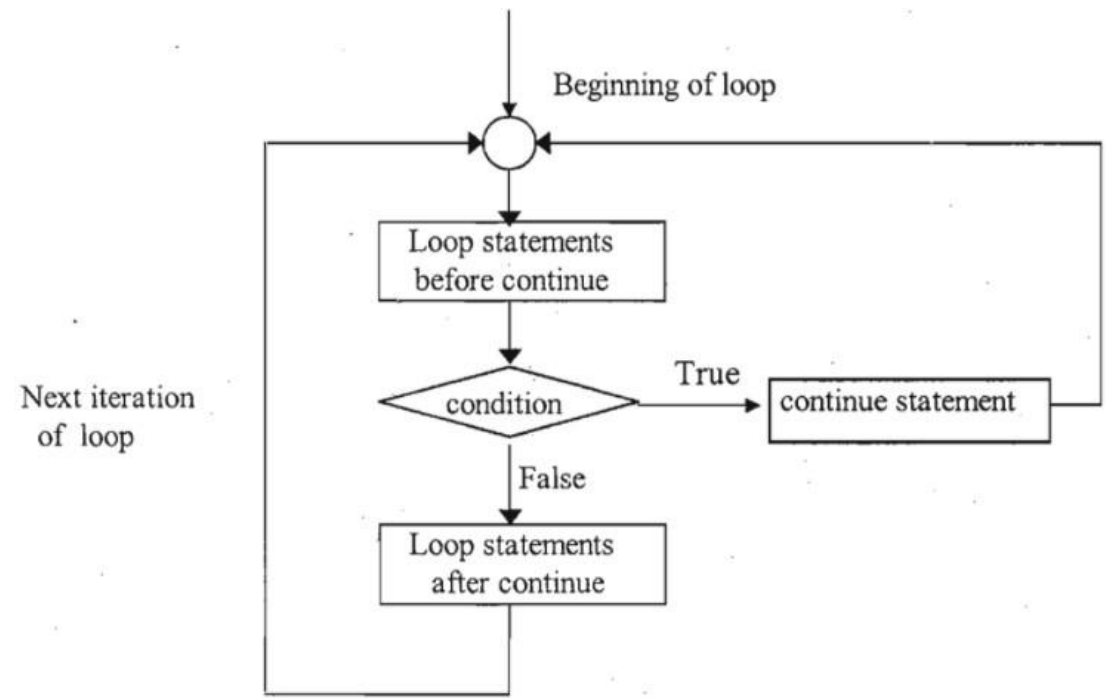 Beginning of loop
Loop statements
before continue
condition
True
continue statement
Next iteration
of loop
False
Loop statements
after continue